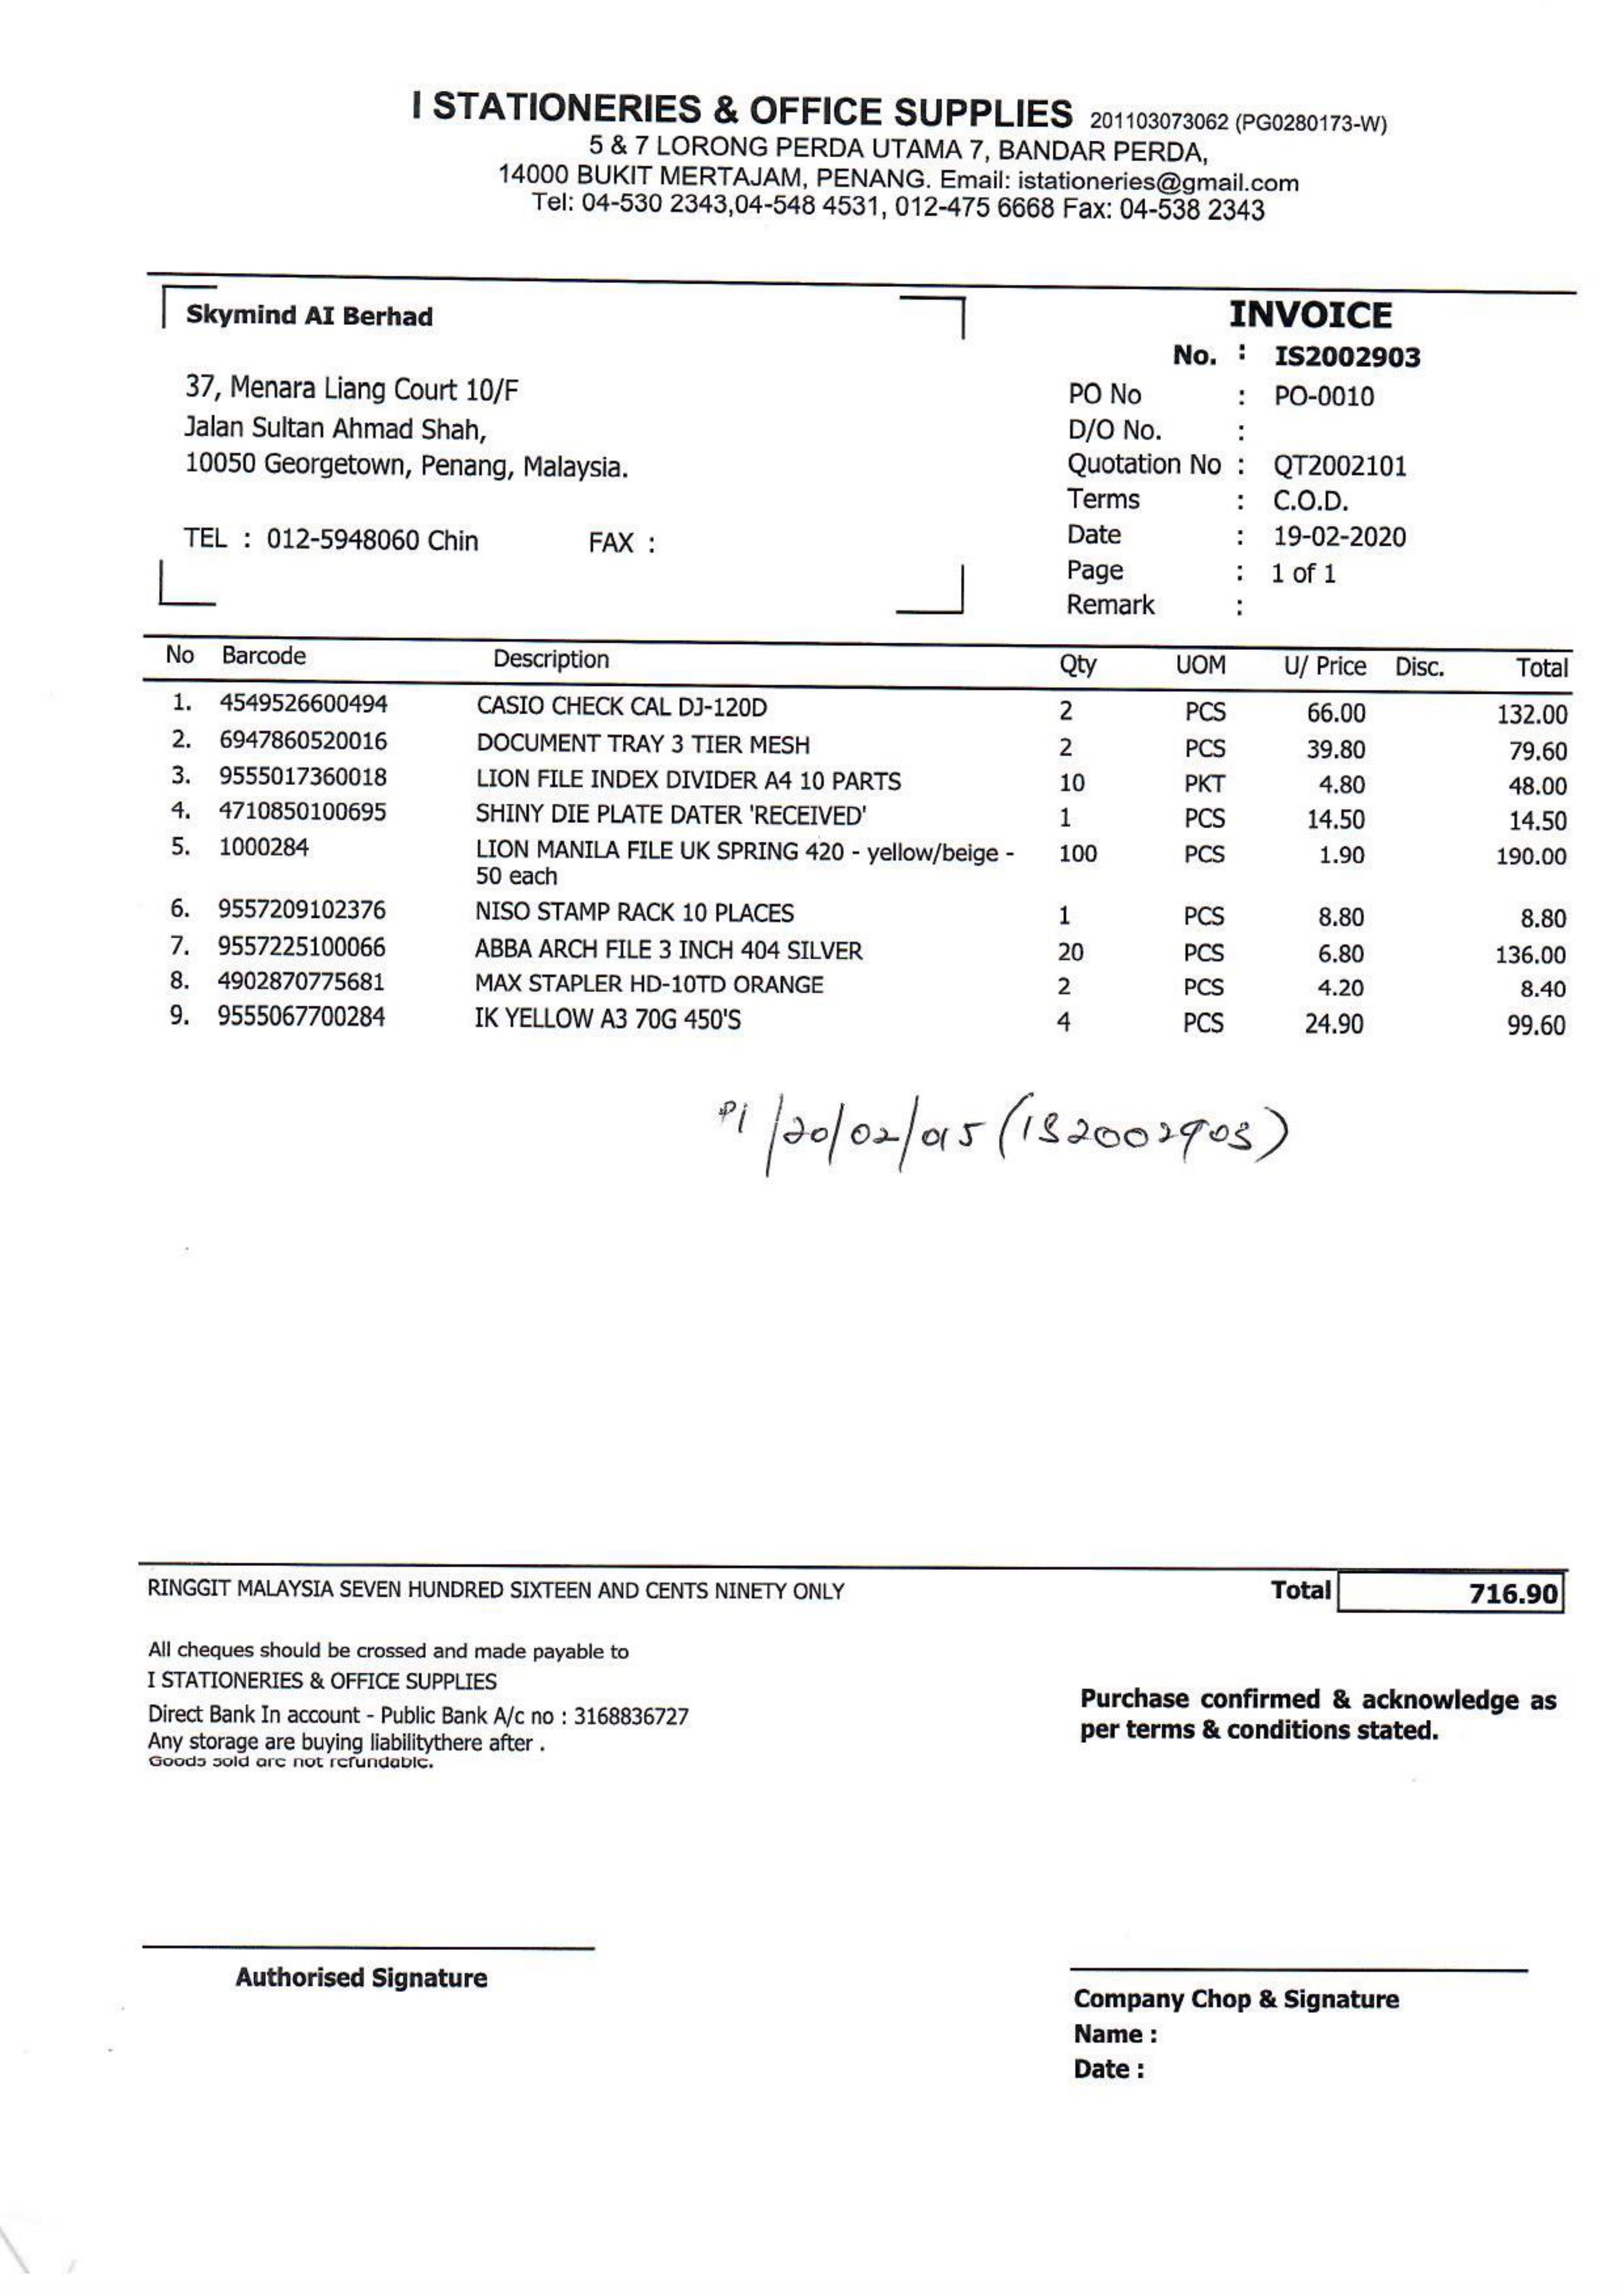 I STATIONERIES & OFFICE SUPPLIES 201103073062 (PG0280173-W)
5 & 7 LORONG PERDA UTAMA 7, BANDAR PERDA,
14000 BUKIT MERTAJAM, PENANG. Email: istationeries@gmail.com
Tel: 04-530 2343,04-548 4531, 012-475 6668 Fax: 04-538 2343
Skymind AI Berhad
37, Menara Liang Court 10/F
Jalan Sultan Ahmad Shah,
10050 Georgetown, Penang, Malaysia.
TEL : 012-5948060 Chin FAX :
INVOICE
No. : IS2002903
PO No : PO-0010
D/O No. :
Quotation No : QT2002101
Terms : C.O.D.
Date : 19-02-2020
Page : 1 of 1
Remark :
No Barcode Description Qty UOM U/ Price Disc. Total
1. 4549526600494 CASIO CHECK CAL DJ-120D 2 PCS 66.00 132.00
2. 6947860520016 DOCUMENT TRAY 3 TIER MESH 2 PCS 39.80 79.60
3. 9555017360018 LION FILE INDEX DIVIDER A4 10 PARTS 10 PKT 4.80 48.00
4. 4710850100695 SHINY DIE PLATE DATER 'RECEIVED' 1 PCS 14.50 14.50
5. 1000284 LION MANILA FILE UK SPRING 420 - yellow/beige - 100 PCS 1.90 190.00
50 each
6. 9557209102376 NISO STAMP RACK 10 PLACES 1 PCS 8.80 8.80
7. 9557225100066 ABBA ARCH FILE 3 INCH 404 SILVER 20 PCS 6.80 136.00
8. 4902870775681 MAX STAPLER HD-10TD ORANGE 2 PCS 4.20 8.40
9. 9555067700284 IK YELLOW A3 70G 450'S 4 PCS 24.90 99.60
PI/20/02/015 (IS2002903)
RINGGIT MALAYSIA SEVEN HUNDRED SIXTEEN AND CENTS NINETY ONLY Total 716.90
All cheques should be crossed and made payable to
I STATIONERIES & OFFICE SUPPLIES
Direct Bank In account - Public Bank A/c no : 3168836727
Any storage are buying liabilitythere after .
Goods sold are not refundable.
Purchase confirmed & acknowledge as
per terms & conditions stated.
Authorised Signature
Company Chop & Signature
Name :
Date :